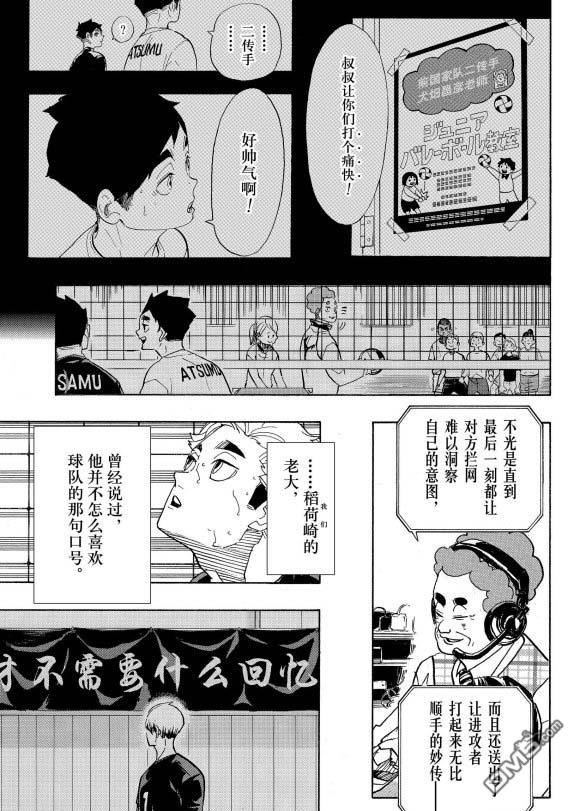 前国家队二传手
犬畑昌彦老师
ジュニア
バレーボール教室
叔叔让你们打个痛快！
……
二传手
……
?
ATSUMU
好帅气啊！
SAMU
ATSUMU
不光是直到
最后一刻都让
对方拦网
难以洞察
自己的意图，
……稻荷崎的
我们
老大，
曾经说过，
他并不怎么喜欢
球队的那句口号。
而且还送出了
让进攻者
打起来无比
顺手的妙传——
才不需要什么回忆
1